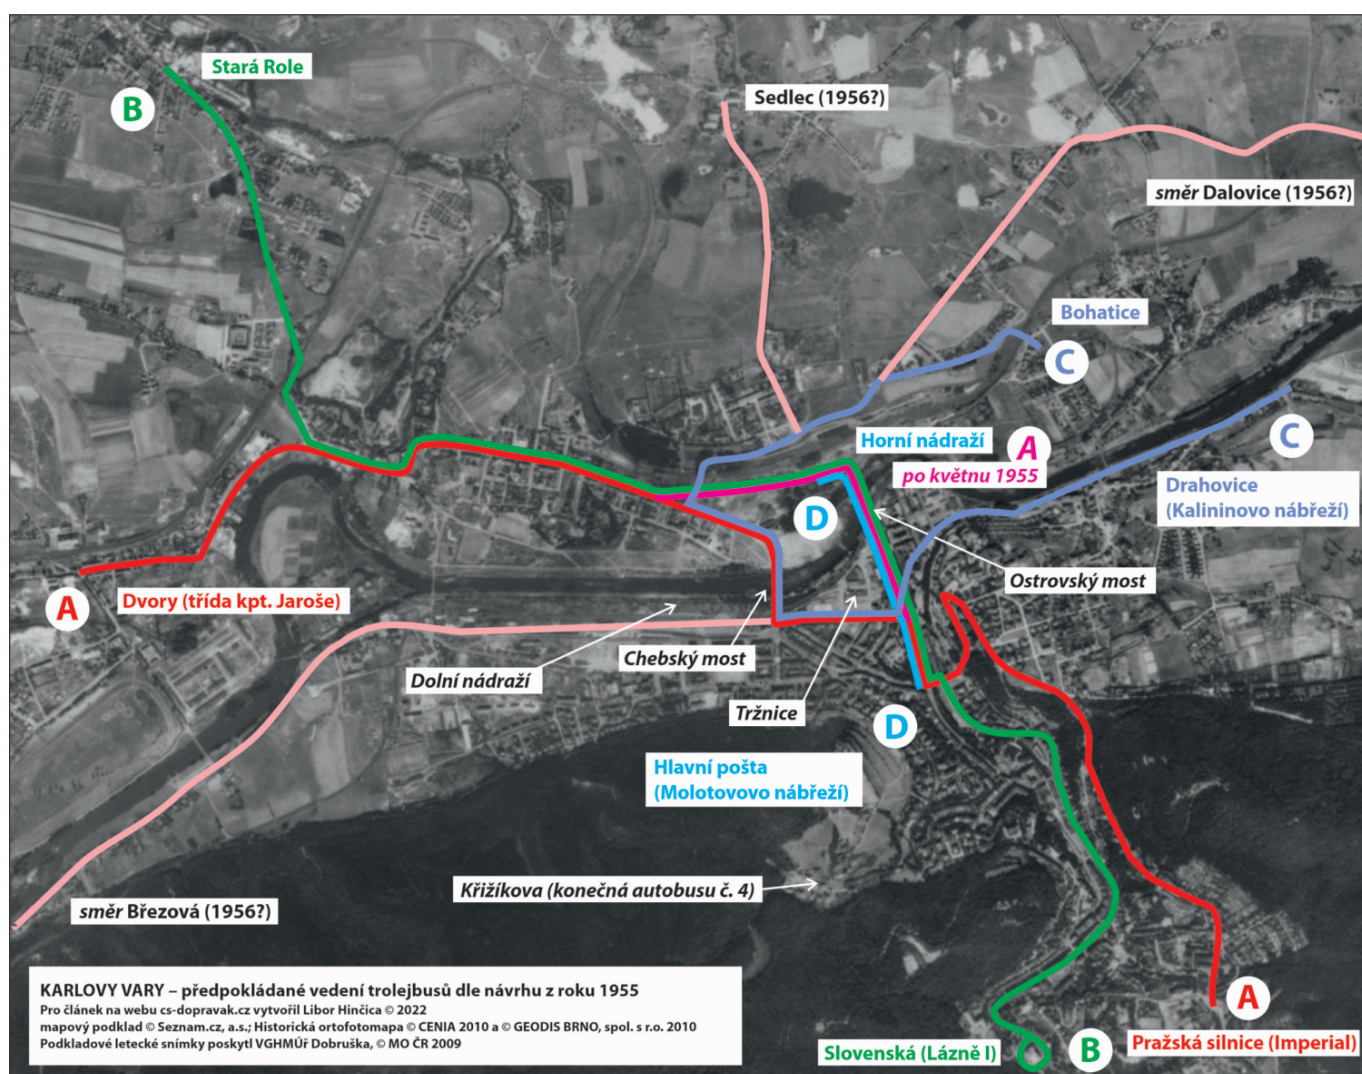 Stará Role
B
Sedlec (1956?)
směr Dalovice (1956?)
Bohatice
C
Horní nádraží
A
po květnu 1955
C
Drahovice
(Kalininovo nábřeží)
D
Ostrovský most
A
Dvory (třída kpt. Jaroše)
Chebský most
Dolní nádraží
Tržnice
D
Hlavní pošta
(Molotovovo nábřeží)
Křižíkova (konečná autobusu č. 4)
směr Březová (1956?)
KARLOVY VARY – předpokládané vedení trolejbusů dle návrhu z roku 1955
Pro článek na webu cs-dopravak.cz vytvořil Libor Hinčica © 2022
mapový podklad © Seznam.cz, a.s.; Historická ortofotomapa © CENIA 2010 a © GEODIS BRNO, spol. s r.o. 2010
Podkladové letecké snímky poskytl VGHMÚř Dobruška, © MO ČR 2009
A
Pražská silnice (Imperial)
B
Slovenská (Lázně I)